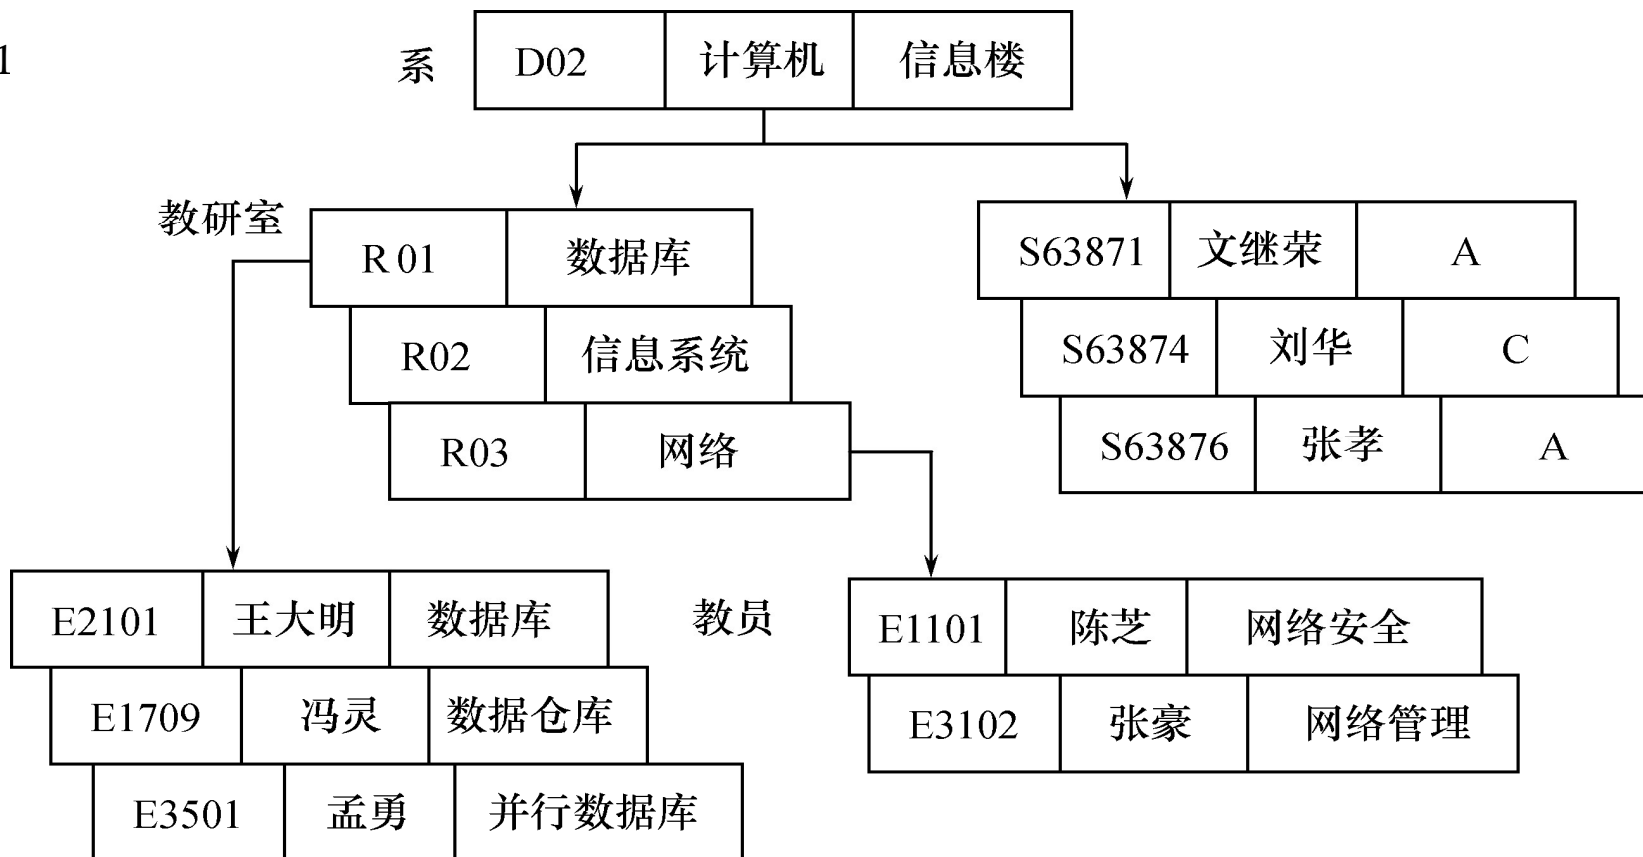 1
系 D02 计算机 信息楼
教研室
R 01 数据库
R02 信息系统
R03 网络
S63871 文继荣 A
S63874 刘华 C
S63876 张孝 A
E2101 王大明 数据库
E1709 冯灵 数据仓库
E3501 孟勇 并行数据库
教员
E1101 陈芝 网络安全
E3102 张豪 网络管理